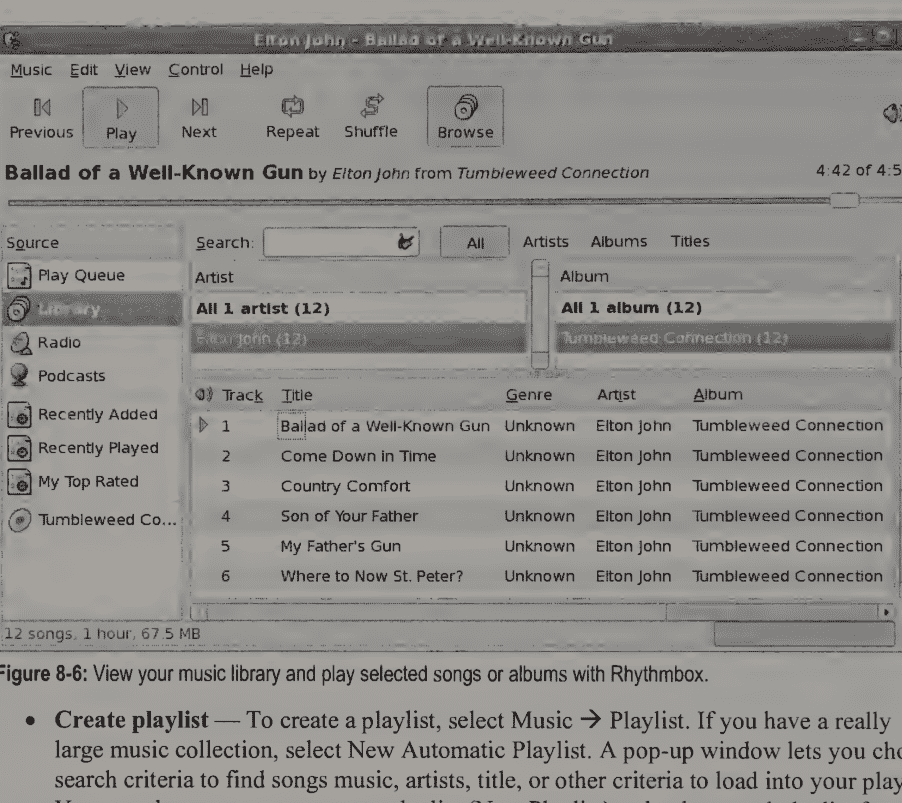 Elton John - Ballad of a Well-Known Gun
Music Edit View Control Help
Previous Play Next Repeat Shuffle Browse
Ballad of a Well-Known Gun by Elton John from Tumbleweed Connection 4:42 of 4:5
Source Search: All Artists Albums Titles
Play Queue Artist Album
Library All 1 artist (12) All 1 album (12)
Radio Elton John (12) Tumbleweed Connection (12)
Podcasts
Track Title Genre Artist Album
Recently Added 1 Ballad of a Well-Known Gun Unknown Elton John Tumbleweed Connection
Recently Played 2 Come Down in Time Unknown Elton John Tumbleweed Connection
My Top Rated 3 Country Comfort Unknown Elton John Tumbleweed Connection
Tumbleweed Co... 4 Son of Your Father Unknown Elton John Tumbleweed Connection
5 My Father's Gun Unknown Elton John Tumbleweed Connection
6 Where to Now St. Peter? Unknown Elton John Tumbleweed Connection
12 songs, 1 hour, 67.5 MB
Figure 8-6: View your music library and play selected songs or albums with Rhythmbox.
• Create playlist — To create a playlist, select Music → Playlist. If you have a really
large music collection, select New Automatic Playlist. A pop-up window lets you cho
search criteria to find songs music, artists, title, or other criteria to load into your play